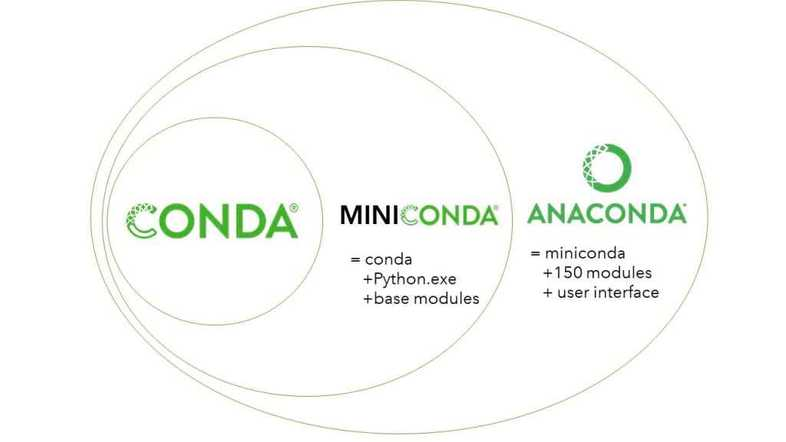 CONDA®
MINICONDA®
= conda
+Python.exe
+base modules
ANACONDA
= miniconda
+150 modules
+ user interface